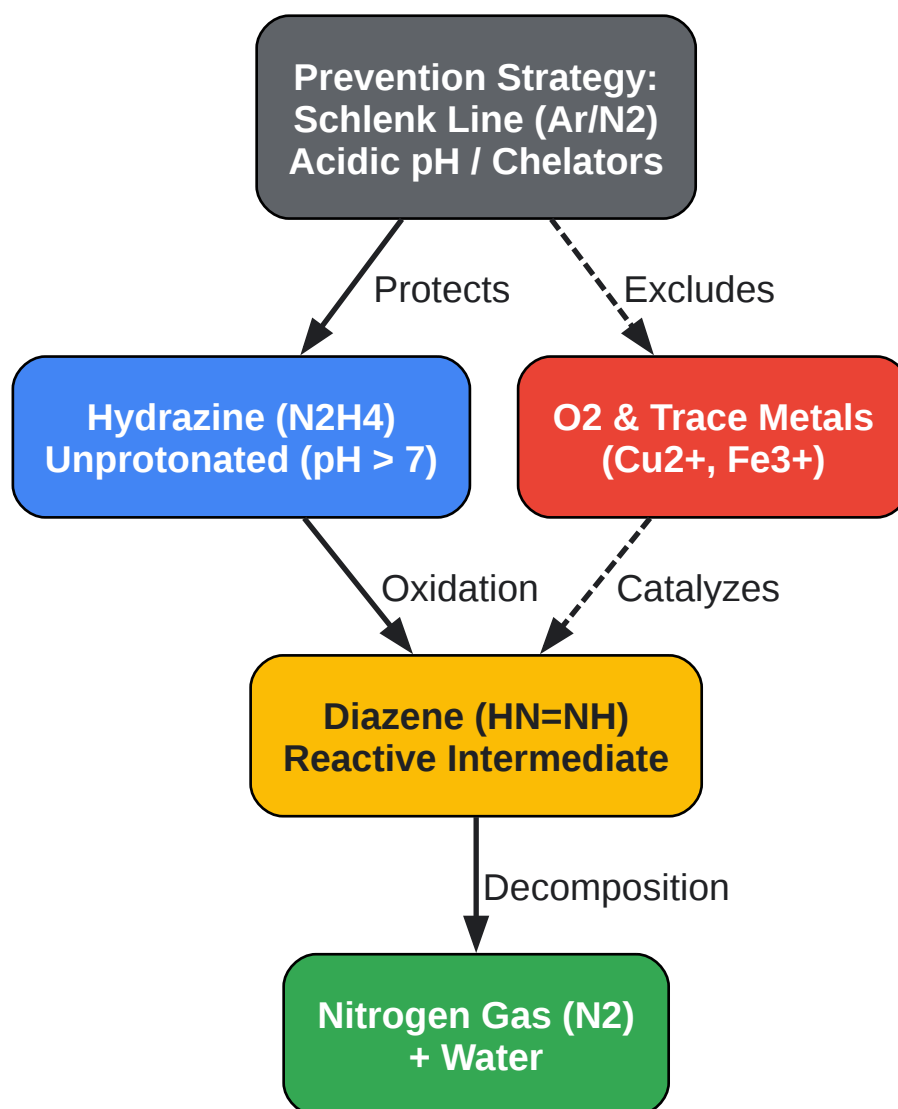 Prevention Strategy:
Schlenk Line (Ar/N2)
Acidic pH / Chelators
Protects
Excludes
Hydrazine (N2H4)
Unprotonated (pH > 7)
O2 & Trace Metals
(Cu2+, Fe3+)
Oxidation
Catalyzes
Diazene (HN=NH)
Reactive Intermediate
Decomposition
Nitrogen Gas (N2)
+ Water